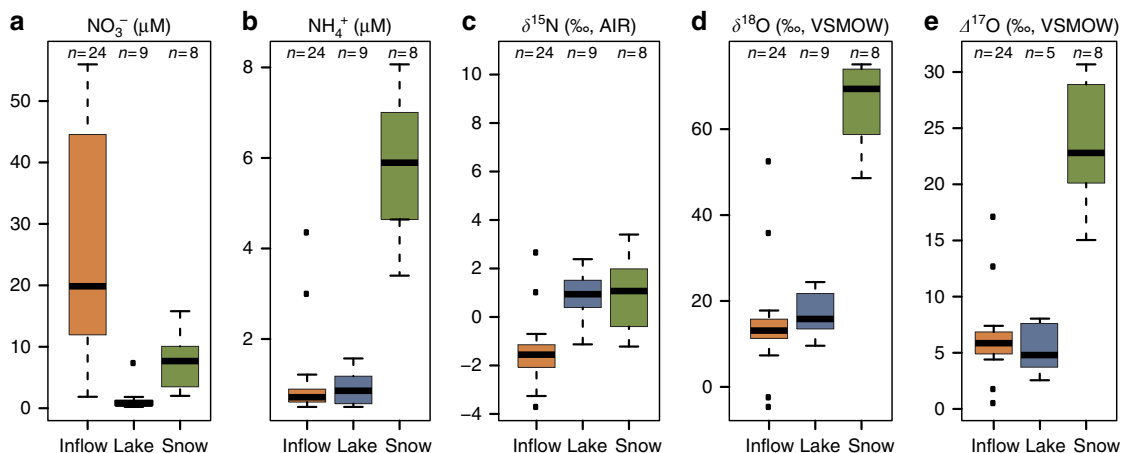 a NO₃⁻ (μM)
n=24 n=9 n=8
50
40
30
20
10
0
Inflow Lake Snow
b NH₄⁺ (μM)
n=24 n=9 n=8
8
6
4
2
Inflow Lake Snow
c δ¹⁵N (‰, AIR)
n=24 n=9 n=8
10
8
6
4
2
0
−2
−4
Inflow Lake Snow
d δ¹⁸O (‰, VSMOW)
n=24 n=9 n=8
60
40
20
0
Inflow Lake Snow
e Δ¹⁷O (‰, VSMOW)
n=24 n=5 n=8
30
25
20
15
10
5
0
Inflow Lake Snow